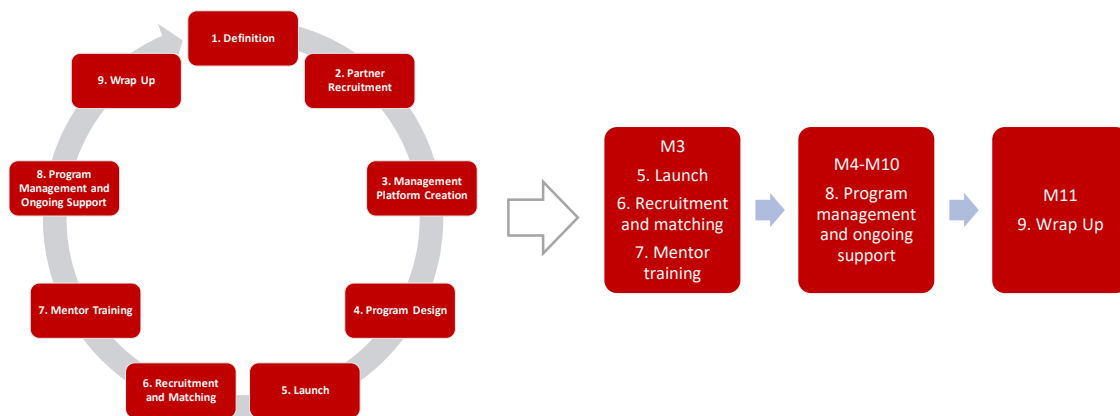 1. Definition
2. Partner
Recruitment
3. Management
Platform Creation
4. Program Design
5. Launch
6. Recruitment
and Matching
7. Mentor Training
8. Program
Management and
Ongoing Support
9. Wrap Up
M3
5. Launch
6. Recruitment
and matching
7. Mentor
training
M4-M10
8. Program
management
and ongoing
support
M11
9. Wrap Up